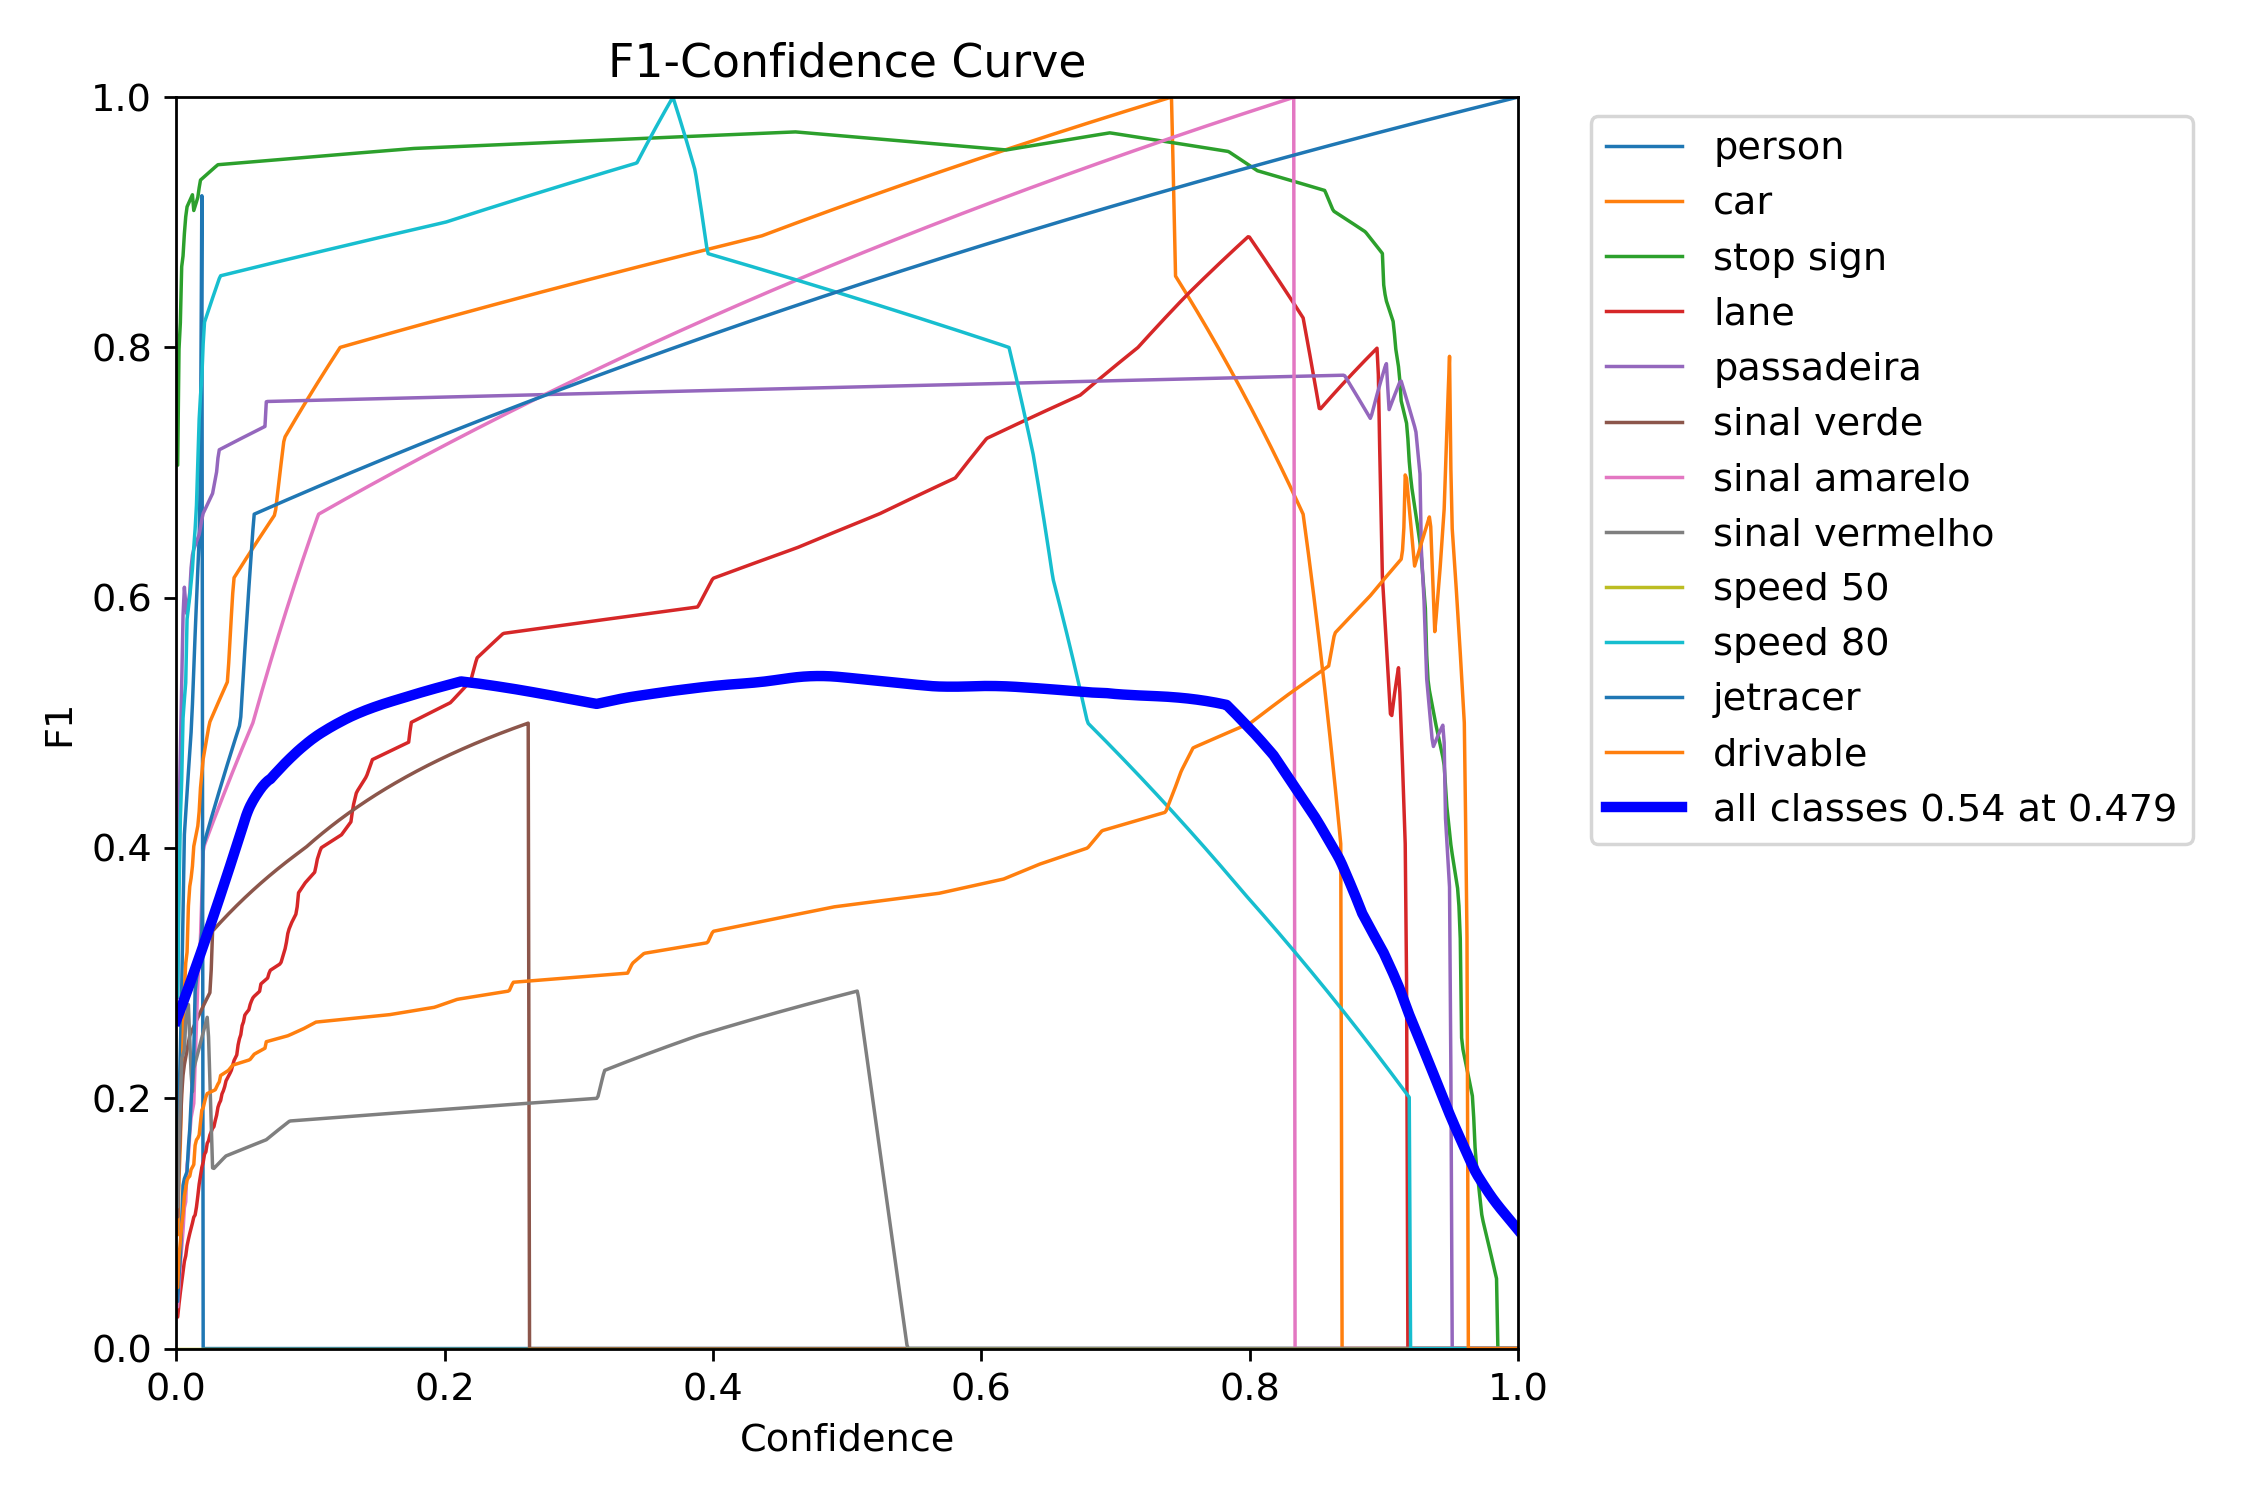 F1-Confidence Curve
1.0
0.8
0.6
0.4
0.2
0.0
F1
0.0 0.2 0.4 0.6 0.8 1.0
Confidence
person
car
stop sign
lane
passadeira
sinal verde
sinal amarelo
sinal vermelho
speed 50
speed 80
jetracer
drivable
all classes 0.54 at 0.479